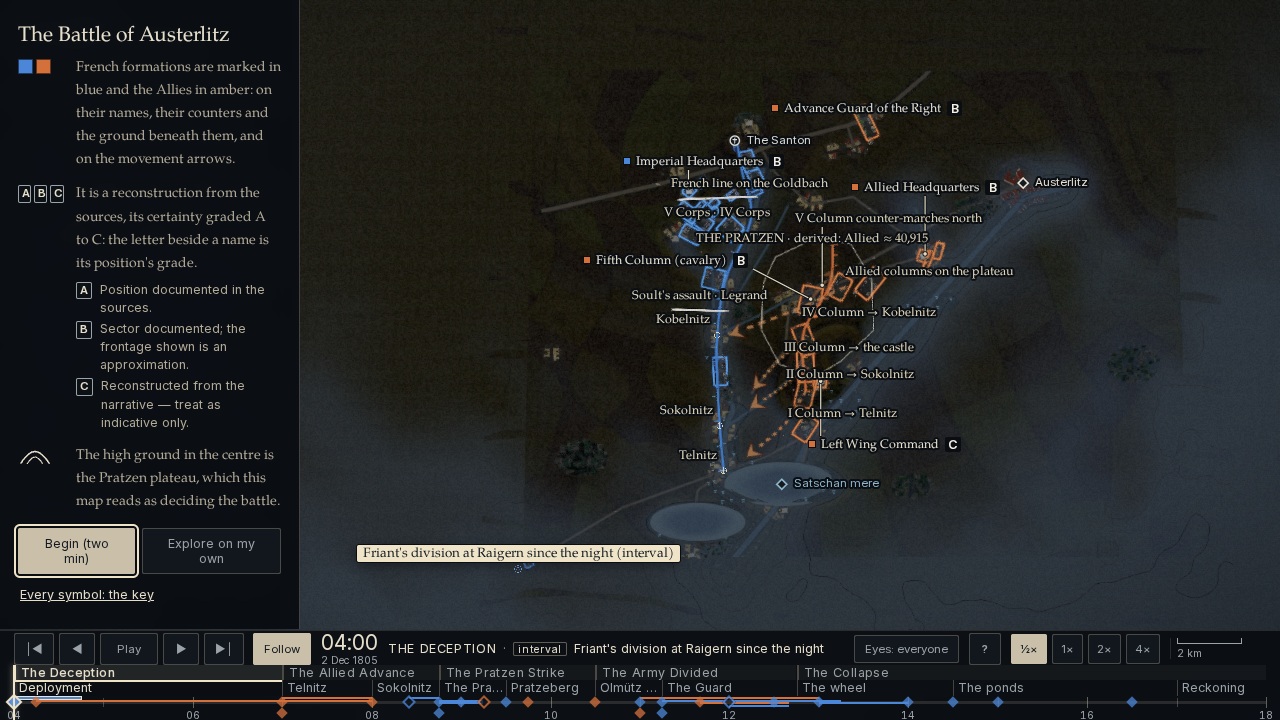 The Battle of Austerlitz
French formations are marked in
blue and the Allies in amber: on
their names, their counters and
the ground beneath them, and
on the movement arrows.
A B C
It is a reconstruction from the
sources, its certainty graded A
to C: the letter beside a name is
its position's grade.
A Position documented in the
sources.
B Sector documented; the
frontage shown is an
approximation.
C Reconstructed from the
narrative — treat as
indicative only.
The high ground in the centre is
the Pratzen plateau, which this
map reads as deciding the battle.
Begin (two
min)
Explore on my
own
Every symbol: the key
Advance Guard of the Right B
The Santon
Imperial Headquarters B
French line on the Goldbach
Allied Headquarters B
Austerlitz
V Corps · IV Corps
V Column counter-marches north
THE PRATZEN · derived: Allied ≈ 40,915
Fifth Column (cavalry) B
Allied columns on the plateau
Soult's assault · Legrand
IV Column → Kobelnitz
Kobelnitz
III Column → the castle
II Column → Sokolnitz
Sokolnitz
I Column → Telnitz
Left Wing Command C
Telnitz
Satschan mere
Friant's division at Raigern since the night (interval)
Play
Follow
04:00
2 Dec 1805
THE DECEPTION · interval Friant's division at Raigern since the night
Eyes: everyone
?
½× 1× 2× 4×
2 km
The Deception The Allied Advance The Pratzen Strike The Army Divided The Collapse
Deployment Telnitz Sokolnitz The Pra… Pratzeberg Olmütz … The Guard The wheel The ponds Reckoning
04 06 08 10 12 14 16 18